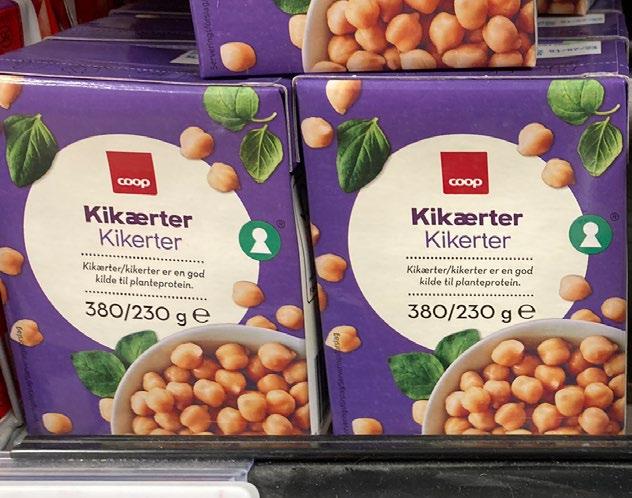 coop
Kikærter
Kikerter
Kikærter/kikerter er en god
kilde til planteprotein.
380/230 g ℮
coop
Kikærter
Kikerter
Kikærter/kikerter er en god
kilde til planteprotein.
380/230 g ℮